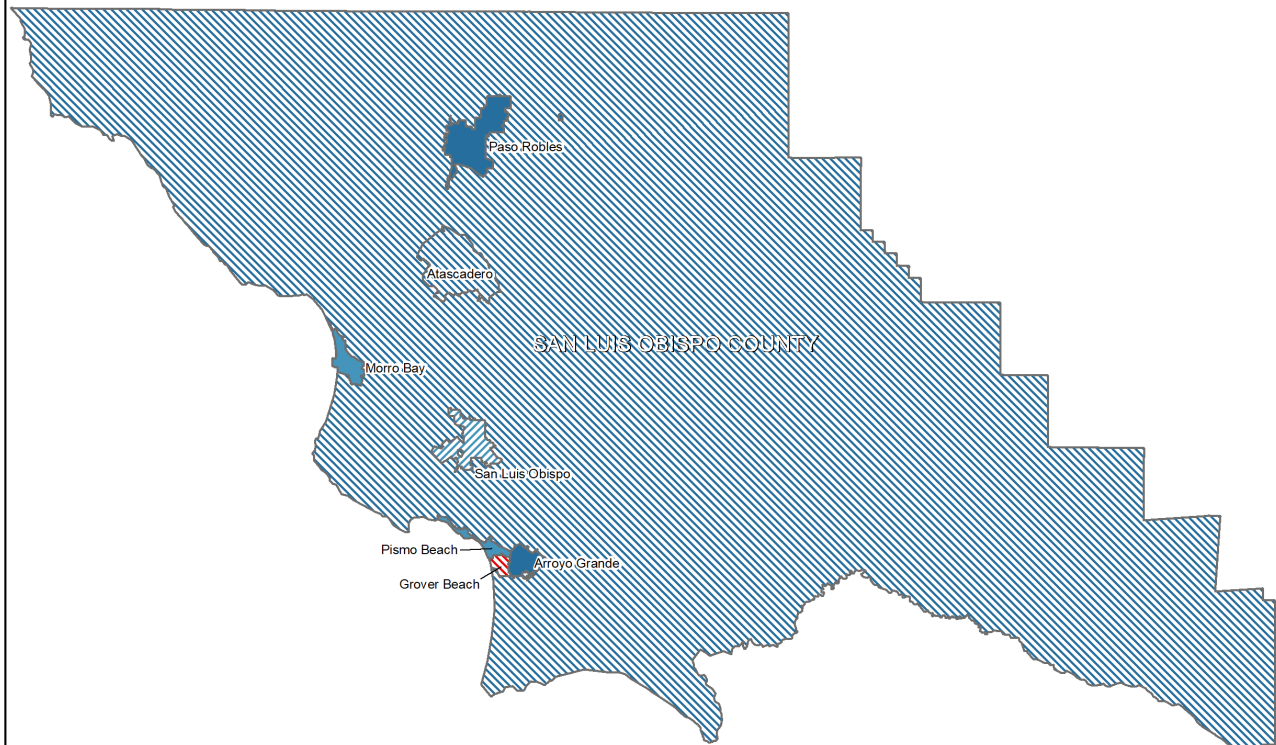 Paso Robles
Atascadero
SAN LUIS OBISPO COUNTY
Morro Bay
San Luis Obispo
Pismo Beach
Arroyo Grande
Grover Beach